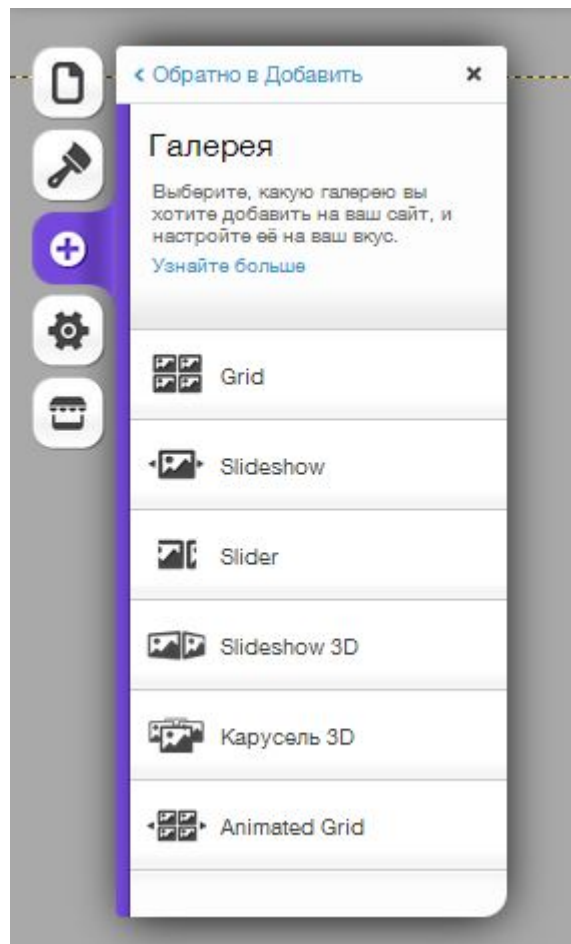 Обратно в Добавить
Галерея
Выберите, какую галерею вы
хотите добавить на ваш сайт, и
настройте её на ваш вкус.
Узнайте больше
Grid
Slideshow
Slider
Slideshow 3D
Карусель 3D
Animated Grid